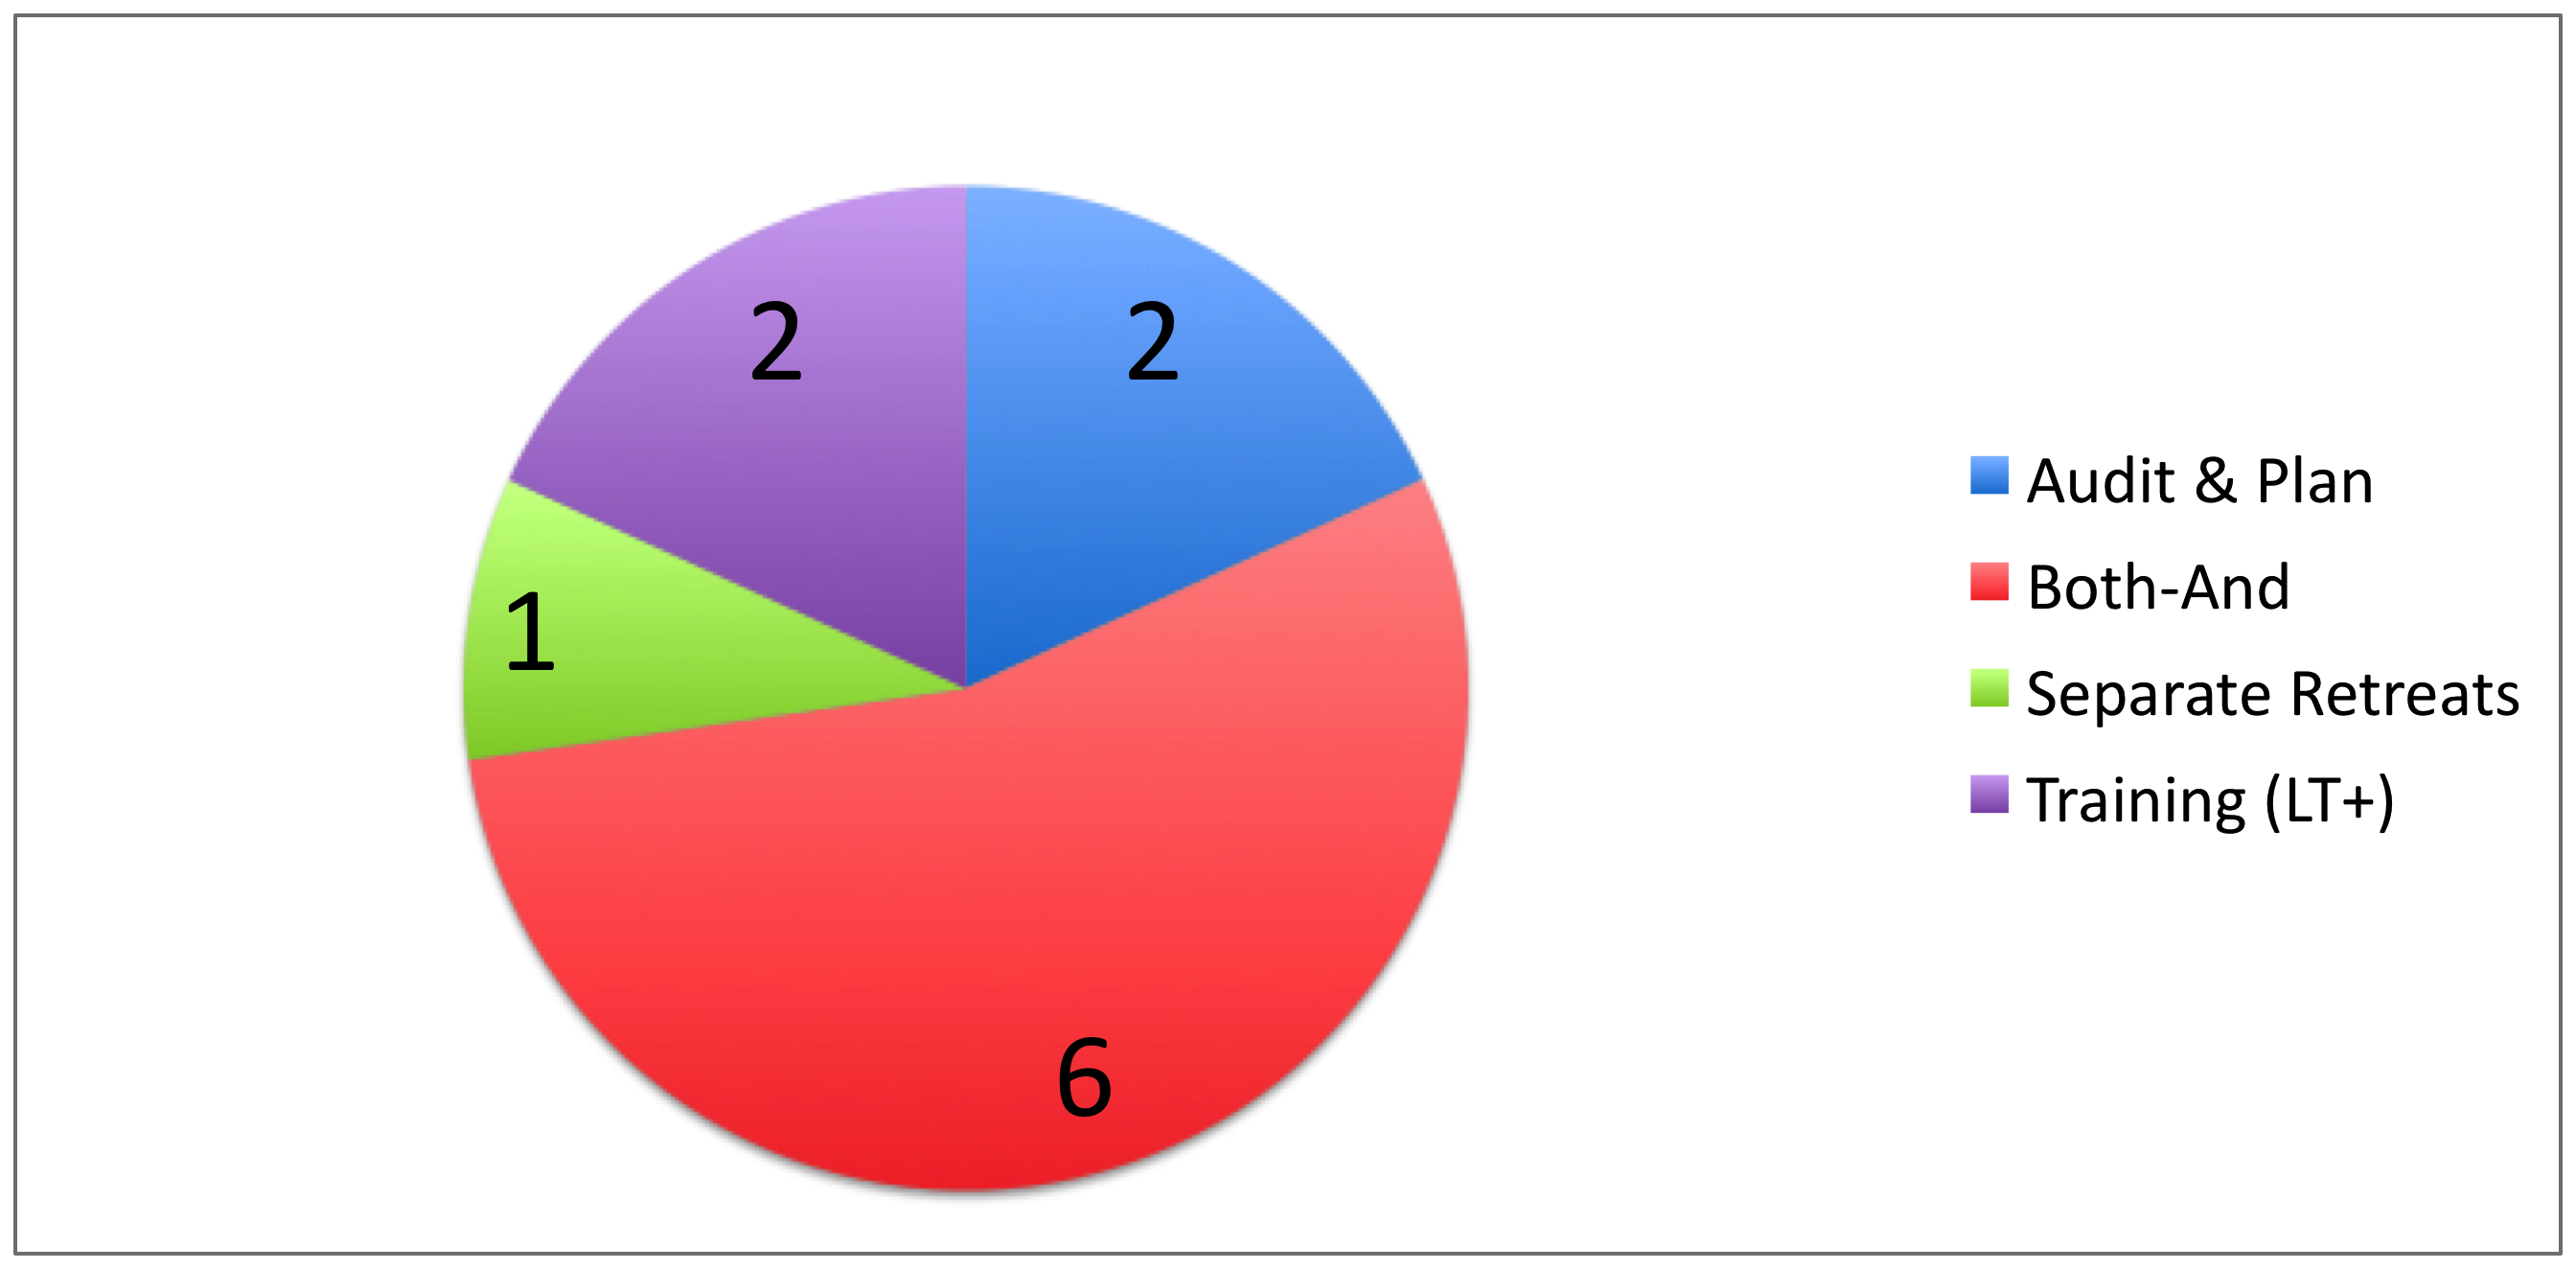 2
2
1
6
Audit & Plan
Both-And
Separate Retreats
Training (LT+)